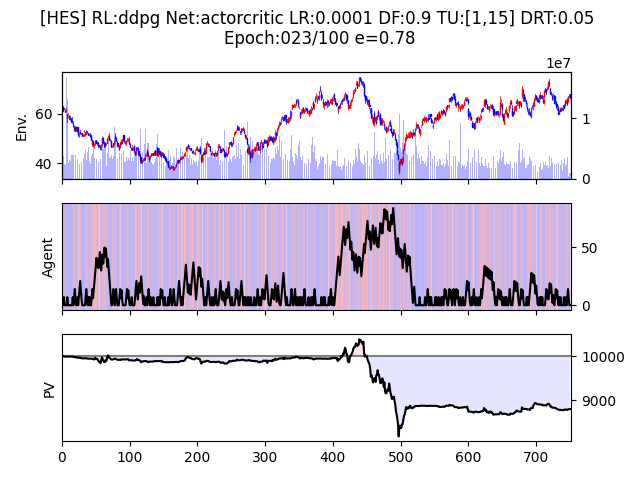 [HES] RL:ddpg Net:actorcritic LR:0.0001 DF:0.9 TU:[1,15] DRT:0.05
Epoch:023/100 e=0.78
1e7
Env.
60
40
1
0
Agent
50
0
PV
10000
9000
0 100 200 300 400 500 600 700